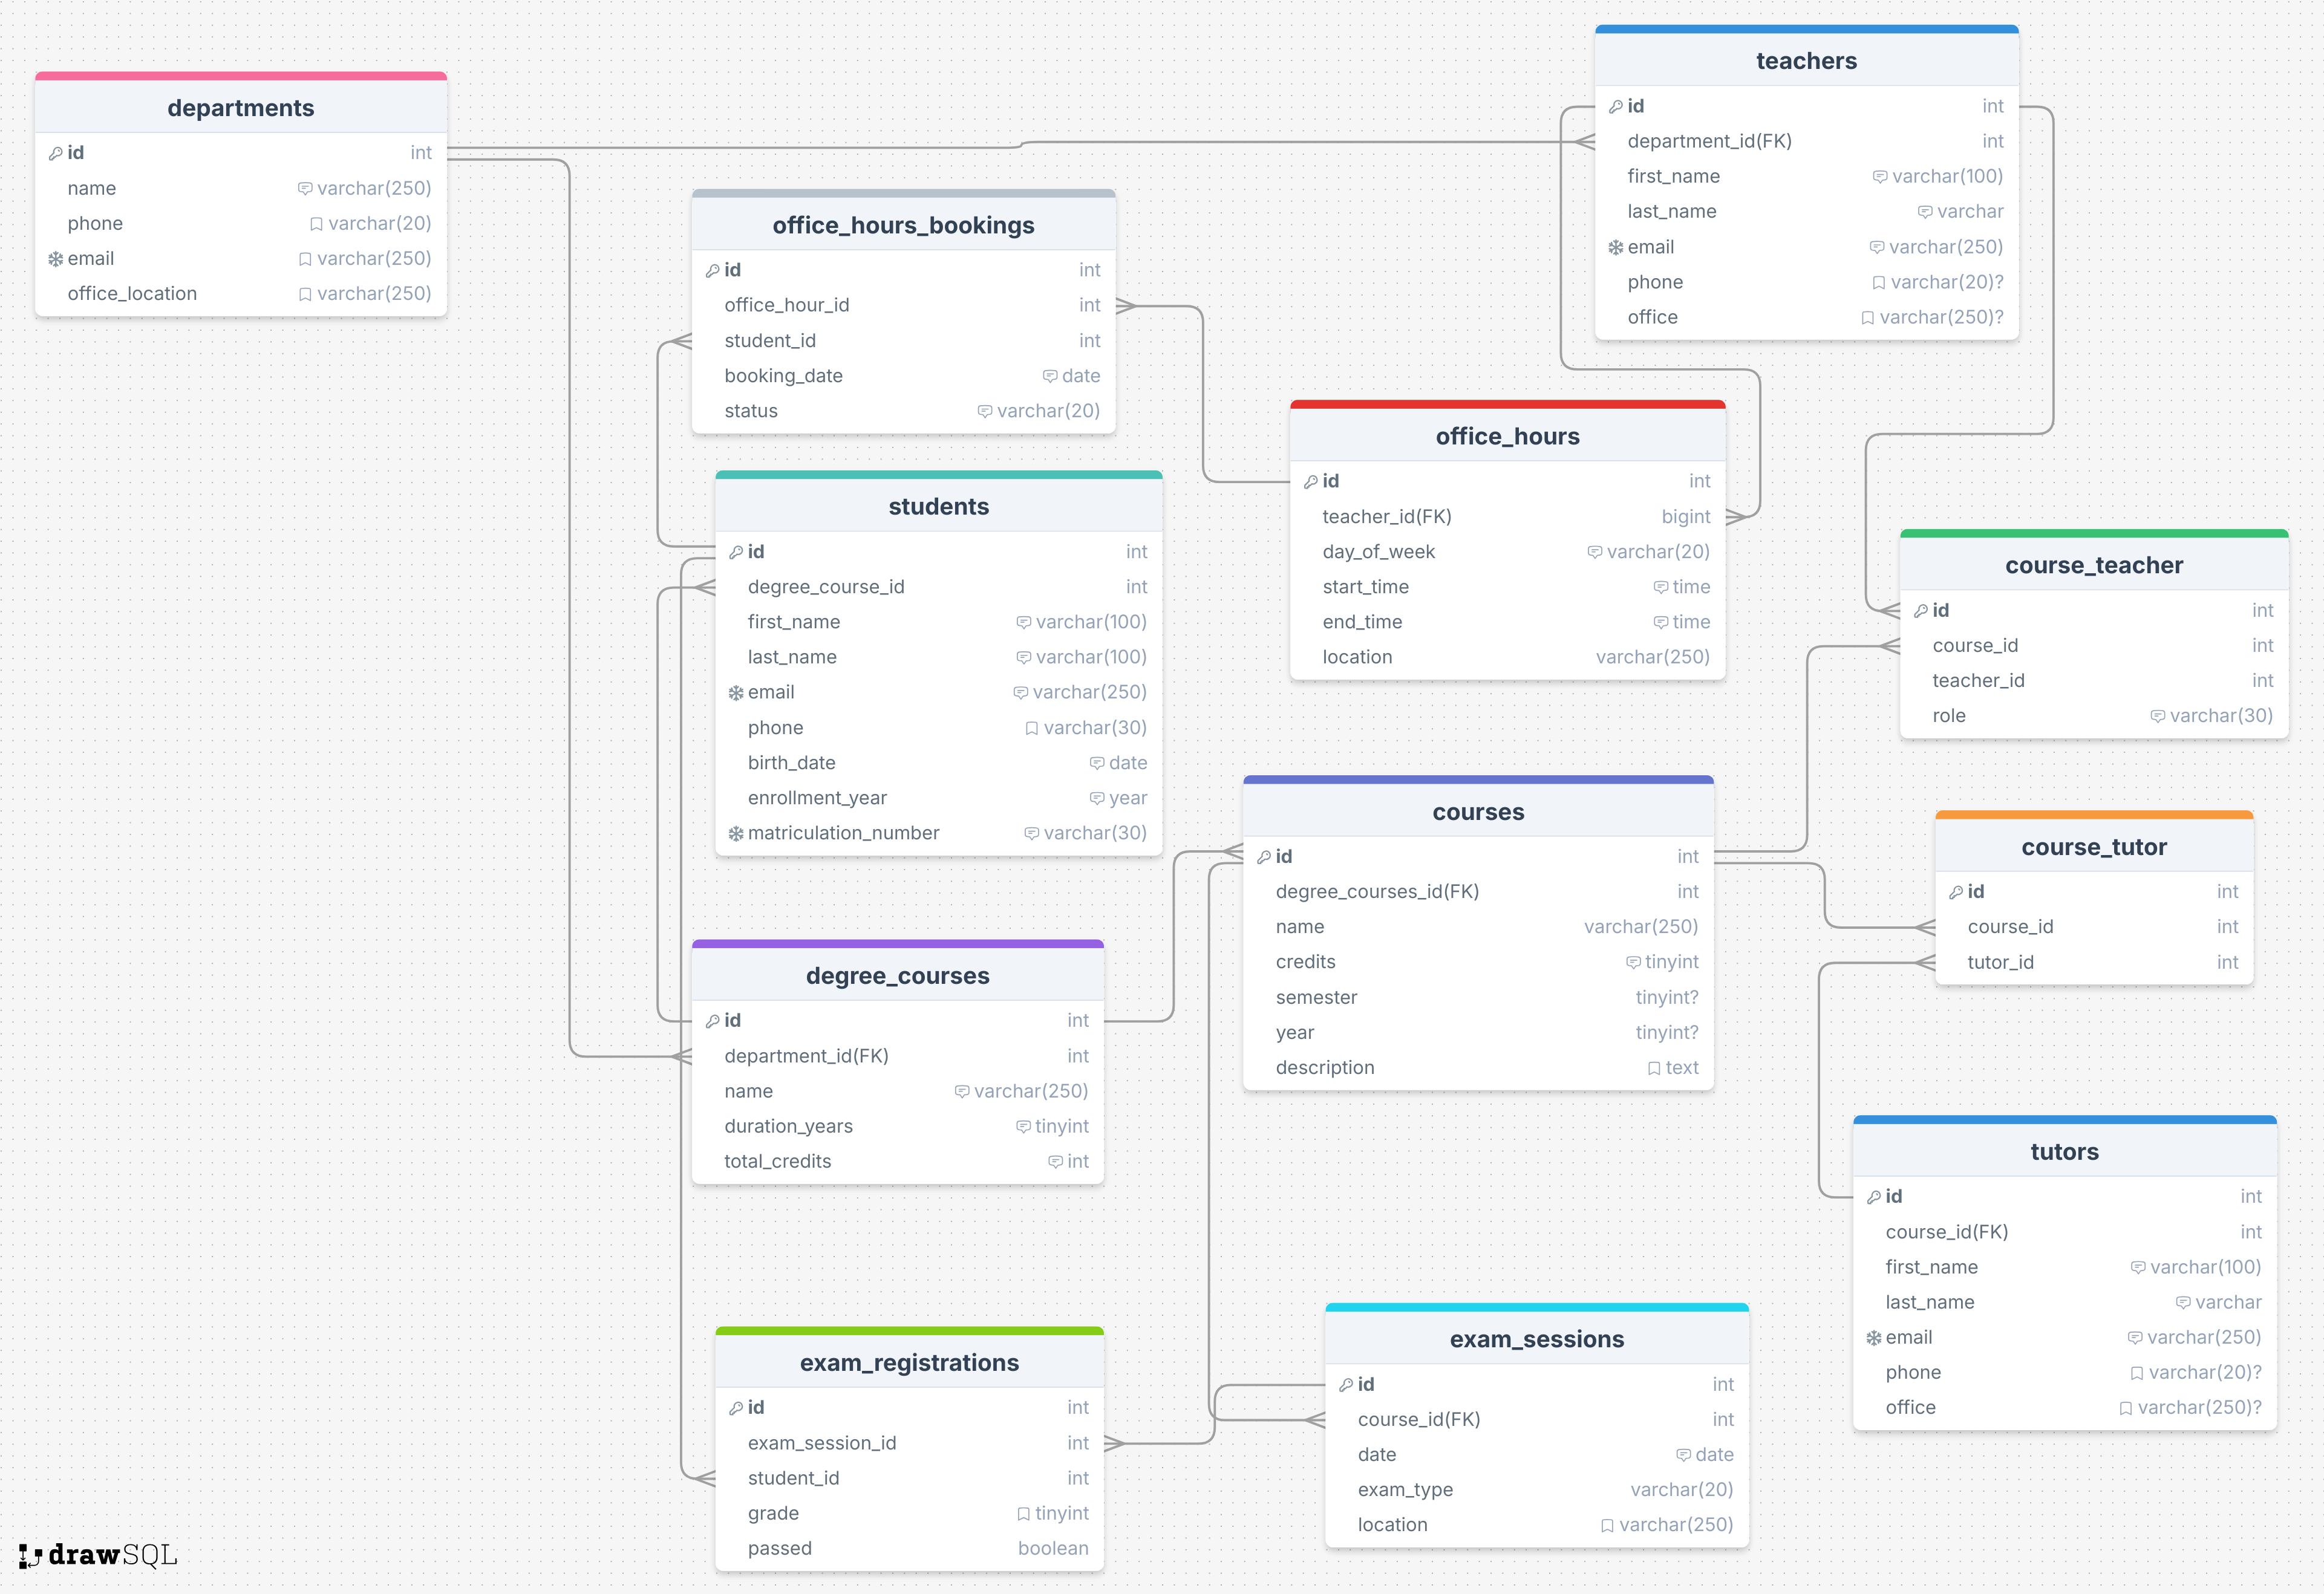 departments
id int
name varchar(250)
phone varchar(20)
email varchar(250)
office_location varchar(250)
teachers
id int
department_id(FK) int
first_name varchar(100)
last_name varchar
email varchar(250)
phone varchar(20)?
office varchar(250)?
office_hours_bookings
id int
office_hour_id int
student_id int
booking_date date
status varchar(20)
office_hours
id int
teacher_id(FK) bigint
day_of_week varchar(20)
start_time time
end_time time
location varchar(250)
students
id int
degree_course_id int
first_name varchar(100)
last_name varchar(100)
email varchar(250)
phone varchar(30)
birth_date date
enrollment_year year
matriculation_number varchar(30)
course_teacher
id int
course_id int
teacher_id int
role varchar(30)
courses
id int
degree_courses_id(FK) int
name varchar(250)
credits tinyint
semester tinyint?
year tinyint?
description text
course_tutor
id int
course_id int
tutor_id int
degree_courses
id int
department_id(FK) int
name varchar(250)
duration_years tinyint
total_credits int
tutors
id int
course_id(FK) int
first_name varchar(100)
last_name varchar
email varchar(250)
phone varchar(20)?
office varchar(250)?
exam_registrations
id int
exam_session_id int
student_id int
grade tinyint
passed boolean
exam_sessions
id int
course_id(FK) int
date date
exam_type varchar(20)
location varchar(250)
drawSQL